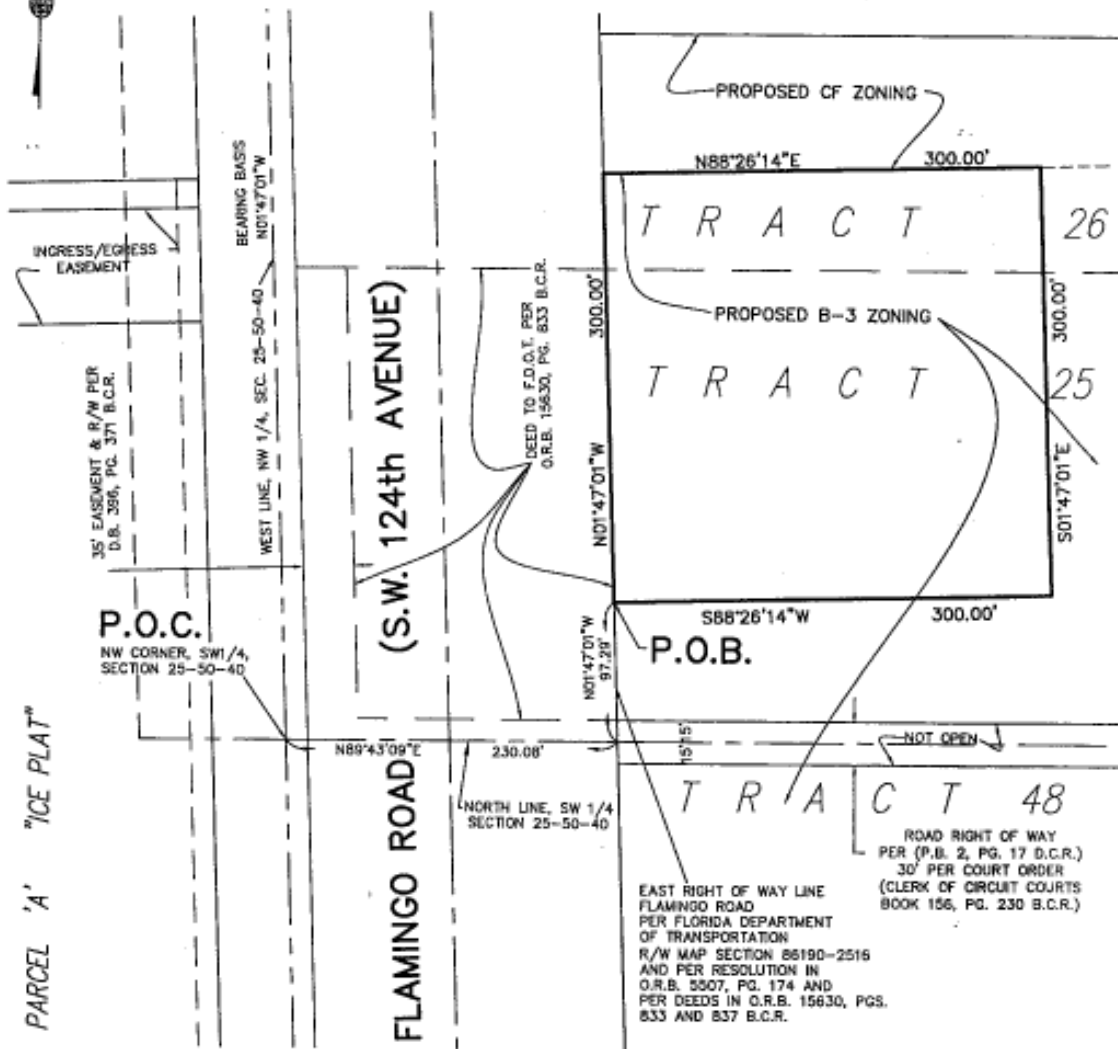 PROPOSED CF ZONING
N88°26'14"E 300.00'
TRACT 26
BEARING BASIS
N01°47'01"W
INGRESS/EGRESS
EASEMENT
WEST LINE, NW 1/4, SEC. 25-50-40
(S.W. 124th AVENUE)
DEED TO F.D.O.T. PER
O.R.B. 15630, PG. 833 B.C.R.
300.00'
N01°47'01"W
PROPOSED B-3 ZONING
300.00'
S01°47'01"E
TRACT 25
35' EASEMENT & R/W PER
D.B. 396, PG. 371 B.C.R.
S88°26'14"W 300.00'
P.O.C.
NW CORNER, SW1/4,
SECTION 25-50-40
N01°47'01"W
97.29'
P.O.B.
N89°43'09"E 230.08'
15'15'
NOT OPEN
TRACT 48
PARCEL 'A' "ICE PLAT"
FLAMINGO ROAD
NORTH LINE, SW 1/4
SECTION 25-50-40
ROAD RIGHT OF WAY
PER (P.B. 2, PG. 17 D.C.R.)
30' PER COURT ORDER
(CLERK OF CIRCUIT COURTS
BOOK 156, PG. 230 B.C.R.)
EAST RIGHT OF WAY LINE
FLAMINGO ROAD
PER FLORIDA DEPARTMENT
OF TRANSPORTATION
R/W MAP SECTION 86190-2516
AND PER RESOLUTION IN
O.R.B. 5507, PG. 174 AND
PER DEEDS IN O.R.B. 15630, PGS.
833 AND 837 B.C.R.